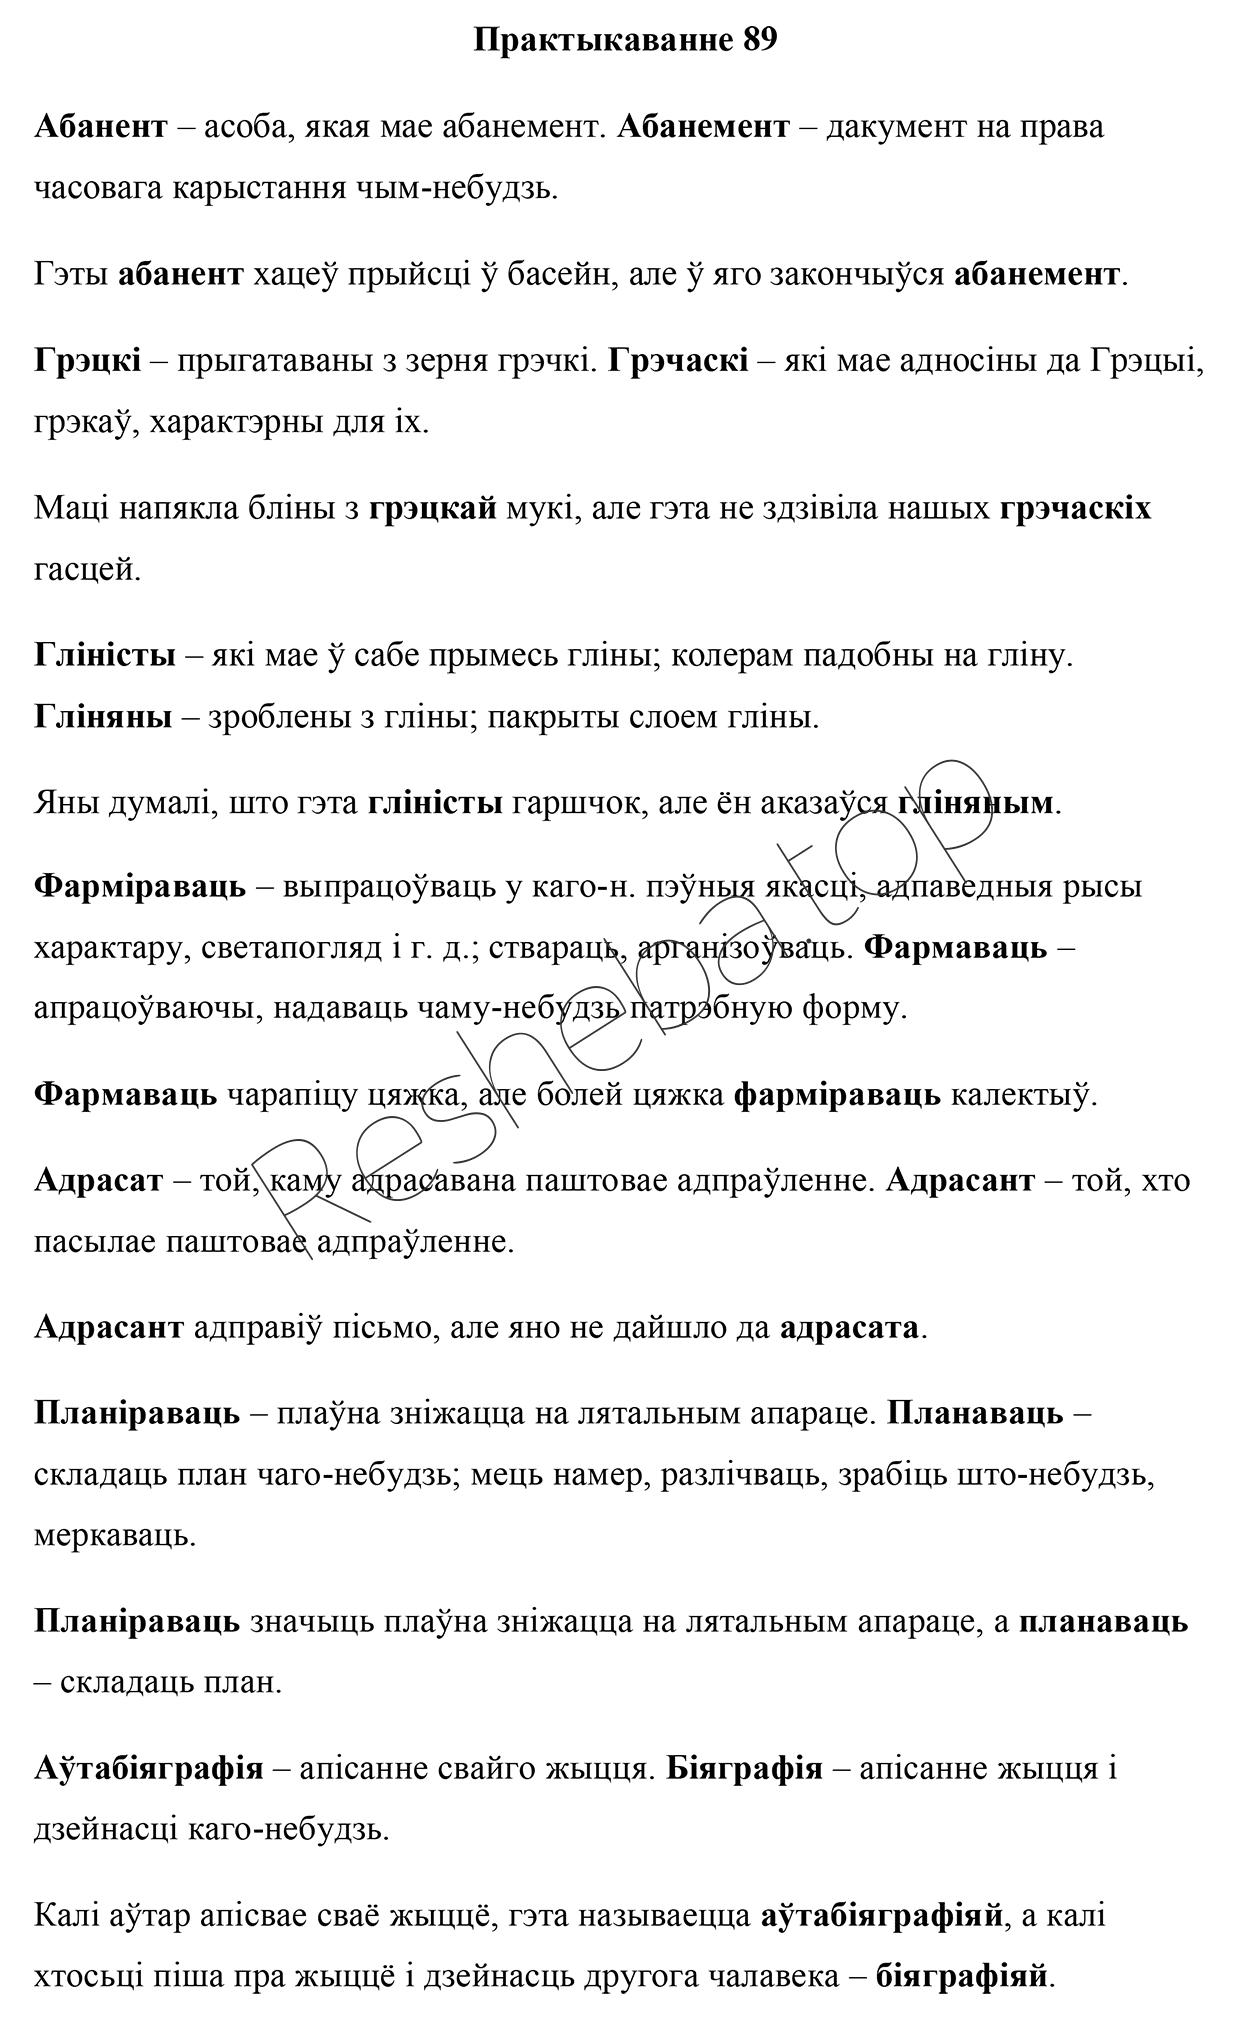 Практыкаванне 89
Абанент – асоба, якая мае абанемент. Абанемент – дакумент на права
часовага карыстання чым-небудзь.
Гэты абанент хацеў прыйсці ў басейн, але ў яго закончыўся абанемент.
Грэцкі – прыгатаваны з зерня грэчкі. Грэчаскі – які мае адносіны да Грэцыі,
грэкаў, характэрны для іх.
Маці напякла бліны з грэцкай мукі, але гэта не здзівіла нашых грэчаскіх
гасцей.
Гліністы – які мае ў сабе прымесь гліны; колерам падобны на гліну.
Гліняны – зроблены з гліны; пакрыты слоем гліны.
Яны думалі, што гэта гліністы гаршчок, але ён аказаўся гліняным.
Фарміраваць – выпрацоўваць у каго-н. пэўныя якасці, адпаведныя рысы
характару, светапогляд і г. д.; ствараць, арганізоўваць. Фармаваць –
апрацоўваючы, надаваць чаму-небудзь патрэбную форму.
Фармаваць чарапіцу цяжка, але болей цяжка фарміраваць калектыў.
Адрасат – той, каму адрасавана паштовае адпраўленне. Адрасант – той, хто
пасылае паштовае адпраўленне.
Адрасант адправіў пісьмо, але яно не дайшло да адрасата.
Планіраваць – плаўна зніжацца на лятальным апараце. Планаваць –
складаць план чаго-небудзь; мець намер, разлічваць, зрабіць што-небудзь,
меркаваць.
Планіраваць значыць плаўна зніжацца на лятальным апараце, а планаваць
– складаць план.
Аўтабіяграфія – апісанне свайго жыцця. Біяграфія – апісанне жыцця і
дзейнасці каго-небудзь.
Калі аўтар апісвае сваё жыццё, гэта называецца аўтабіяграфіяй, а калі
хтосьці піша пра жыццё і дзейнасць другога чалавека – біяграфіяй.
Resheba.top